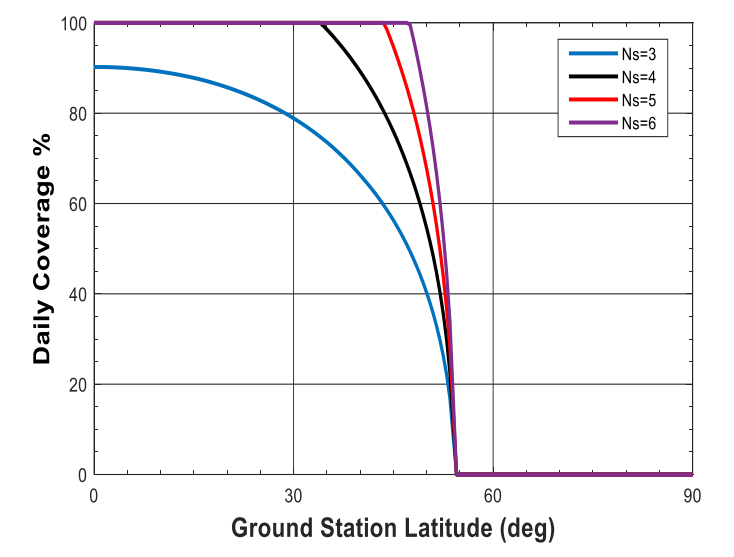 100
80
60
40
20
0
0 30 60 90
Daily Coverage %
Ground Station Latitude (deg)
Ns=3
Ns=4
Ns=5
Ns=6